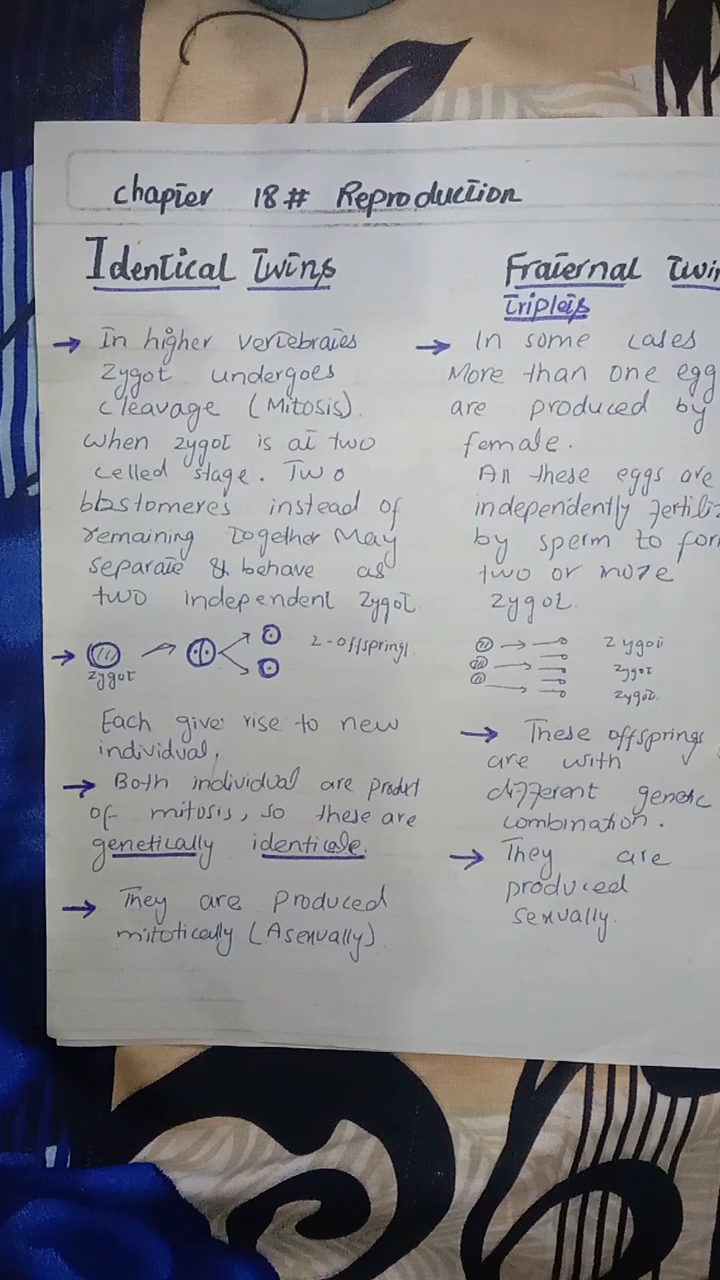 Chapter 18# Reproduction
Identical Twins
→ In higher vertebrates
Zygot undergoes
cleavage (Mitosis).
when zygot is at two
celled stage. Two
blastomeres instead of
remaining together May
separate & behave as
two independent zygot
→ 2-offsprings
zygot
Each give rise to new
individual,
→ Both individual are product
of mitosis, so these are
genetically identicale.
→ They are produced
mitotically (Asexually)
Fraternal Twin
Triplets
→ In some cases
More than one egg
are produced by
female.
All these eggs are
independently fertiliz
by sperm to for
two or more
zygot.
Zygot
zygot
zygot.
→ These offsprings
are with
different genetic
combination.
→ They are
produced
sexually.